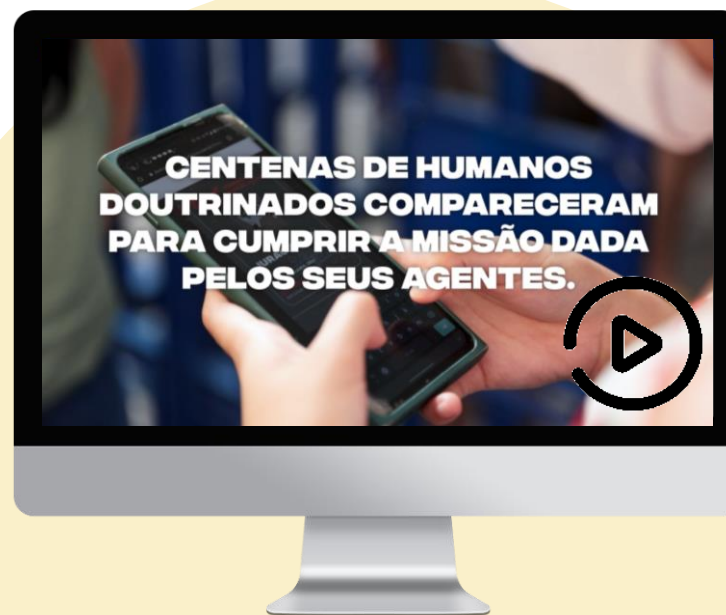 CENTENAS DE HUMANOS
DOUTRINADOS COMPARECERAM
PARA CUMPRIR A MISSÃO DADA
PELOS SEUS AGENTES.